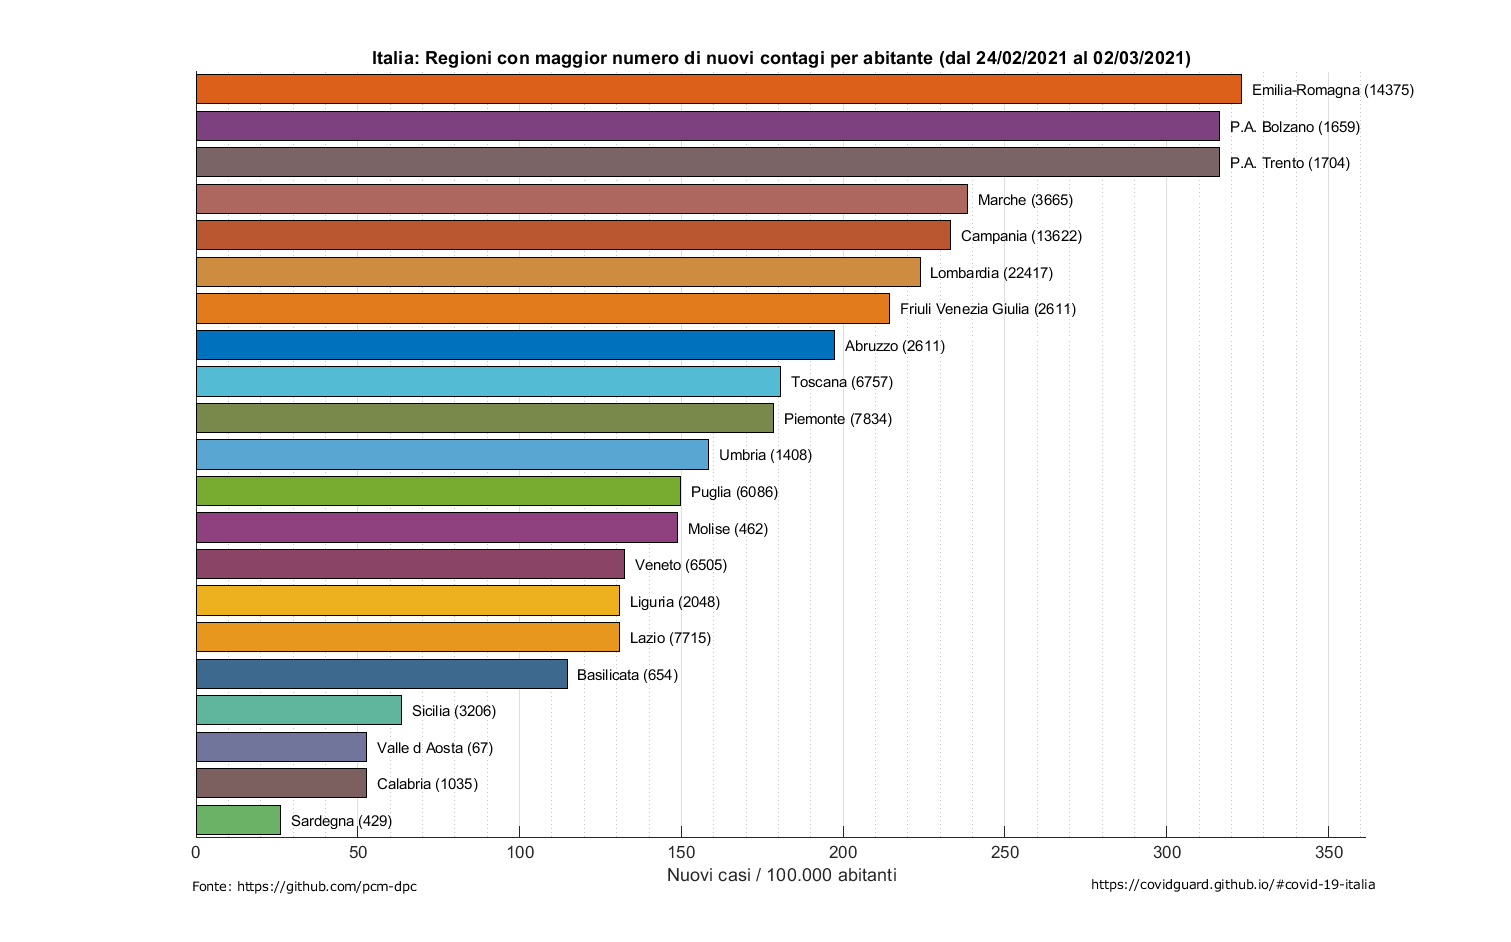 Italia: Regioni con maggior numero di nuovi contagi per abitante (dal 24/02/2021 al 02/03/2021)
Emilia-Romagna (14375)
P.A. Bolzano (1659)
P.A. Trento (1704)
Marche (3665)
Campania (13622)
Lombardia (22417)
Friuli Venezia Giulia (2611)
Abruzzo (2611)
Toscana (6757)
Piemonte (7834)
Umbria (1408)
Puglia (6086)
Molise (462)
Veneto (6505)
Liguria (2048)
Lazio (7715)
Basilicata (654)
Sicilia (3206)
Valle d Aosta (67)
Calabria (1035)
Sardegna (429)
0 50 100 150 200 250 300 350
Nuovi casi / 100.000 abitanti
Fonte: https://github.com/pcm-dpc
https://covidguard.github.io/#covid-19-italia